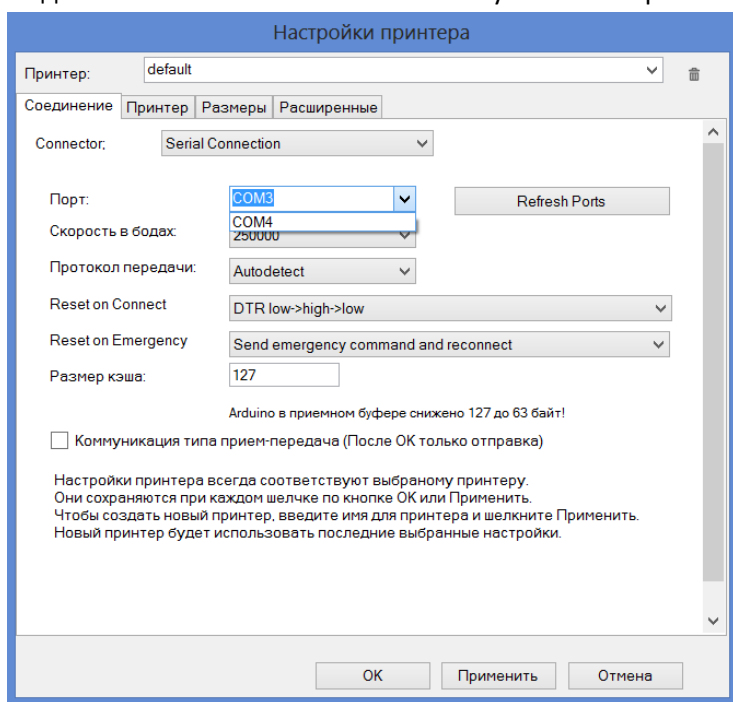 Настройки принтера
Принтер: default
Соединение Принтер Размеры Расширенные
Connector: Serial Connection
Порт: COM3 Refresh Ports
COM4
Скорость в бодах: 250000
Протокол передачи: Autodetect
Reset on Connect DTR low->high->low
Reset on Emergency Send emergency command and reconnect
Размер кэша: 127
Arduino в приемном буфере снижено 127 до 63 байт!
Коммуникация типа прием-передача (После ОК только отправка)
Настройки принтера всегда соответствуют выбраному принтеру.
Они сохраняются при каждом шелчке по кнопке ОК или Применить.
Чтобы создать новый принтер, введите имя для принтера и шелкните Применить.
Новый принтер будет использовать последние выбранные настройки.
ОК Применить Отмена